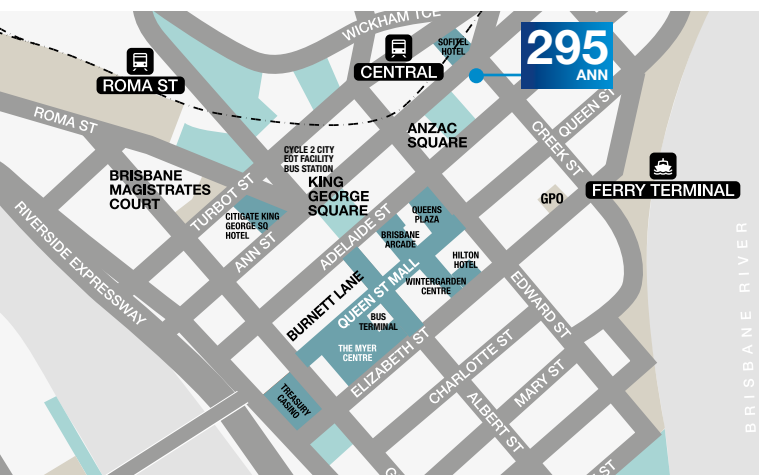 WICKHAM TCE
SOFITEL
HOTEL
295
ANN
CENTRAL
ROMA ST
ROMA ST
ANZAC
SQUARE
CREEK ST
QUEEN ST
CYCLE 2 CITY
EOT FACILITY
BUS STATION
BRISBANE
MAGISTRATES
COURT
TURBOT ST
KING
GEORGE
SQUARE
FERRY TERMINAL
GPO
CITIGATE KING
GEORGE SQ
HOTEL
ANN ST
ADELAIDE ST
QUEENS
PLAZA
BRISBANE
ARCADE
RIVERSIDE EXPRESSWAY
HILTON
HOTEL
WINTERGARDEN
CENTRE
BURNETT LANE
QUEEN ST MALL
BUS
TERMINAL
EDWARD ST
THE MYER
CENTRE
ELIZABETH ST
CHARLOTTE ST
MARY ST
ALBERT ST
TREASURY
CASINO
BRISBANE RIVER
G
ST